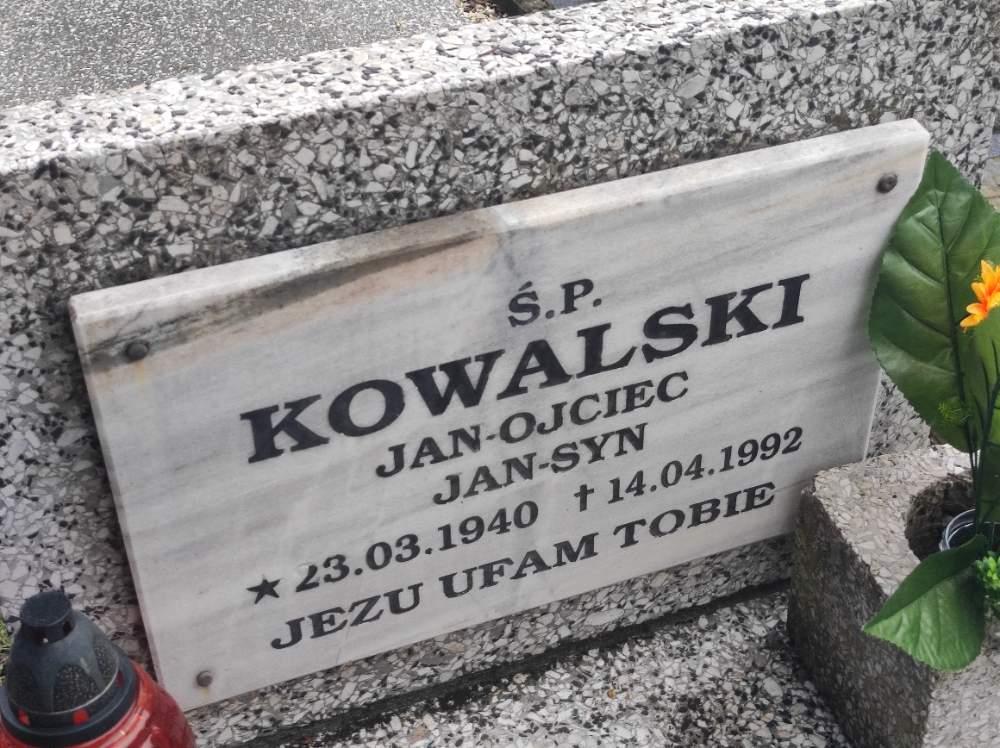 Ś.P.
KOWALSKI
JAN-OJCIEC
JAN-SYN
★ 23.03.1940 † 14.04.1992
JEZU UFAM TOBIE